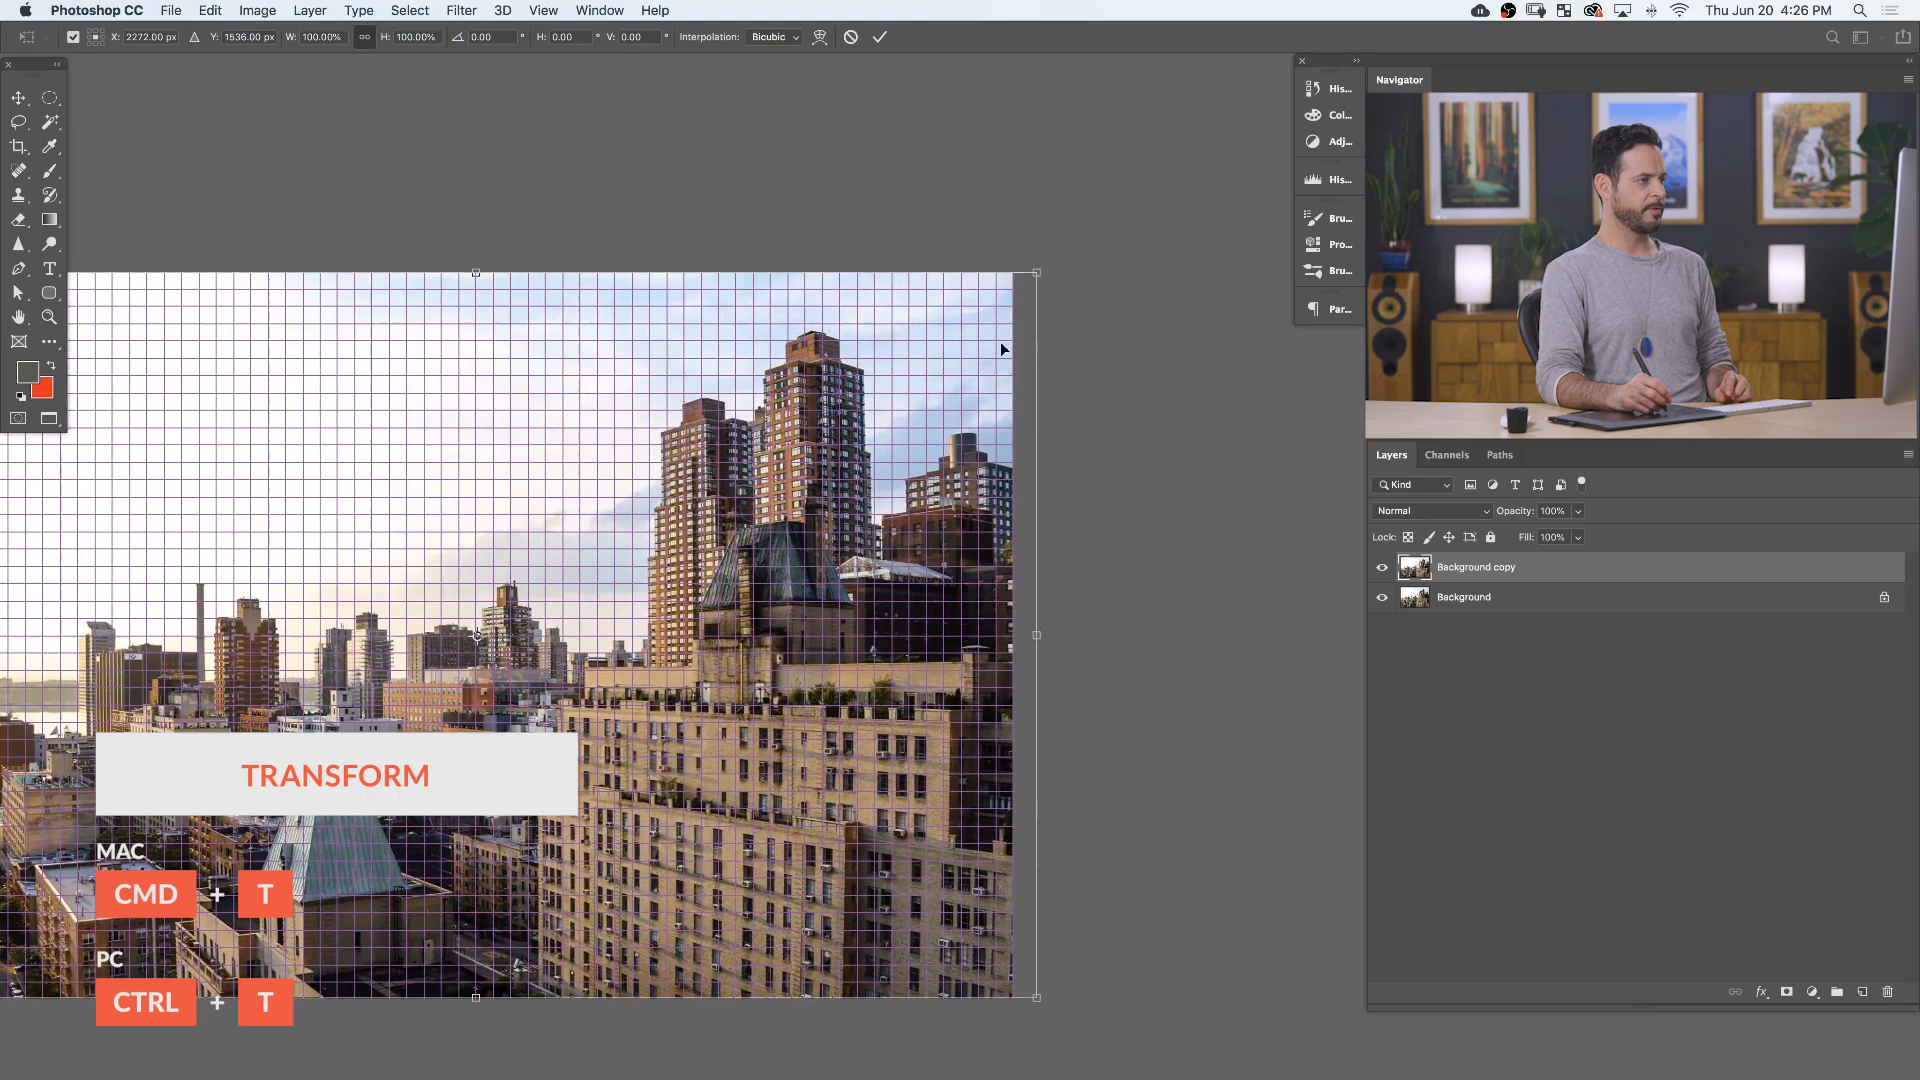 Photoshop CC File Edit Image Layer Type Select Filter 3D View Window Help Thu Jun 20 4:26 PM
X: 2272.00 px Y: 1536.00 px W: 100.00% H: 100.00% 0.00 ° H: 0.00 ° V: 0.00 ° Interpolation: Bicubic
Navigator
His...
Col...
Adj...
His...
Bru...
Pro...
Bru...
Par...
Layers Channels Paths
Kind
Normal Opacity: 100%
Lock: Fill: 100%
Background copy
Background
fx
TRANSFORM
MAC
CMD + T
PC
CTRL + T